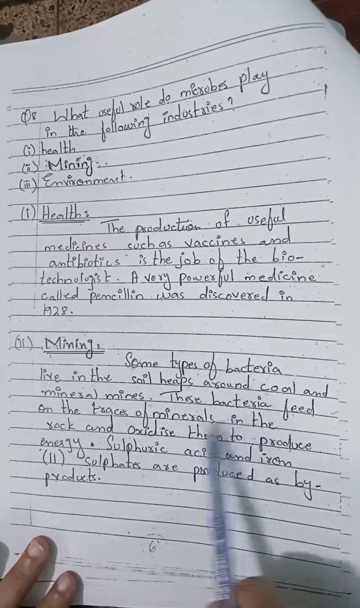 Q8 What useful role do microbes play
in the following industries?
(i) health
(ii) Mining:-
(iii) Environment.
(i) Health:
The production of useful
medicines such as vaccines and
antibiotics is the job of the bio-
technologist. A very powerful medicine
called pencillin was discovered in
1928.
(ii) Mining:
Some types of bacteria
live in the soil heaps around coal and
mineral mines. These bacteria feed
on the traces of minerals in the
rock and oxidise them to produce
energy. Sulphuric acid and iron
(II) sulphates are produced as by-
products.
6